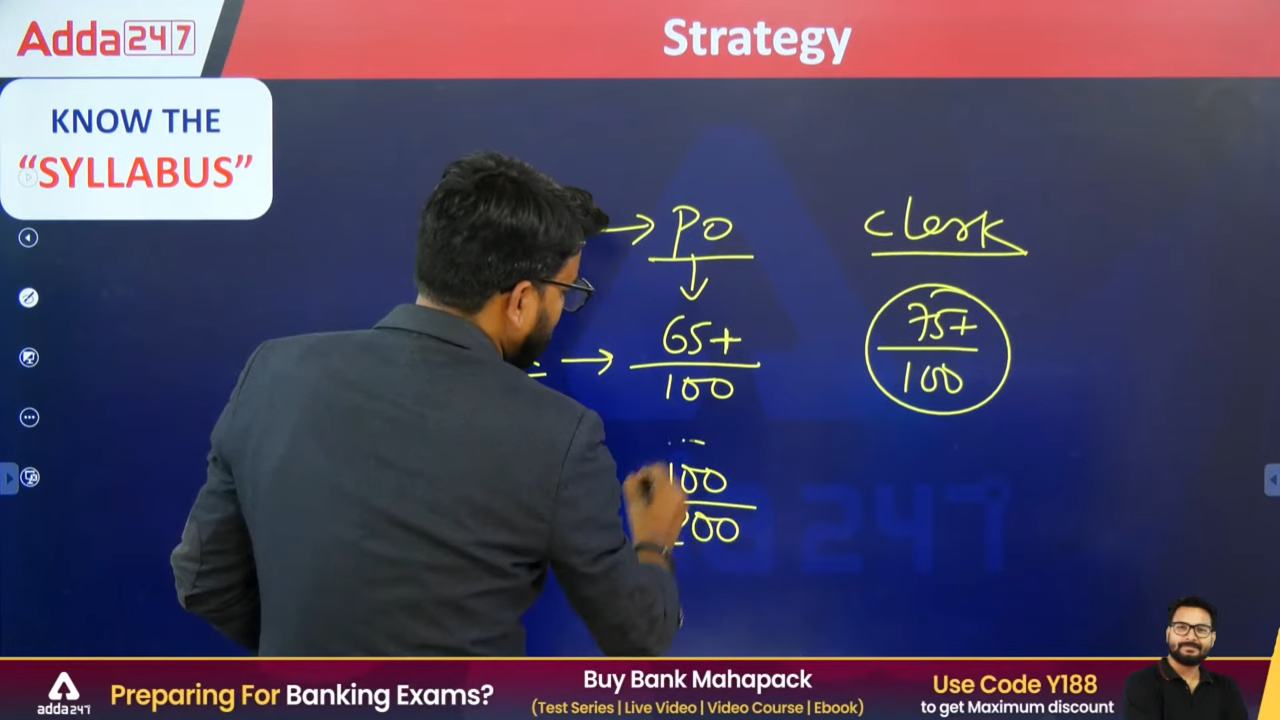 Adda247
Strategy
KNOW THE
“SYLLABUS”
→ PO
Clerk
→ 65+
100
75+
100
100
200
adda247
Preparing For Banking Exams?
Buy Bank Mahapack
(Test Series | Live Video | Video Course | Ebook)
Use Code Y188
to get Maximum discount